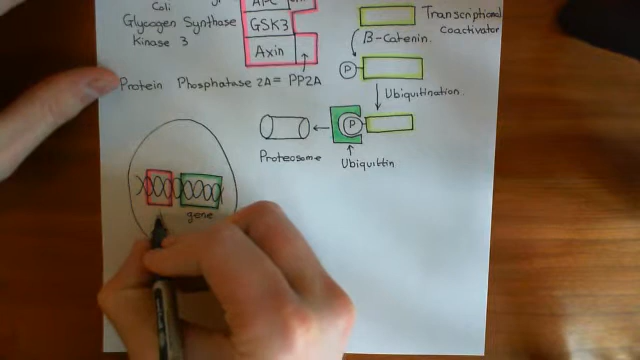 APC
Coli
Glycogen Synthase
Kinase 3
GSK3
Axin
Protein Phosphatase 2A = PP2A
Transcriptional
coactivator
β-Catenin.
P
Ubiquitination.
P
Proteosome
Ubiquittin
gene